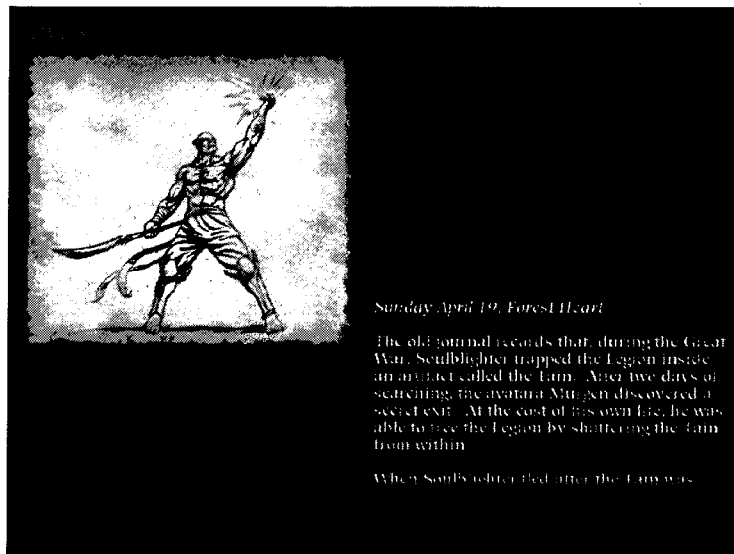 Sunday April 19, Forest Heart
The old journal records that, during the Great
War, Soulblighter trapped the Legion inside
an artifact called the Tain. After two days of
searching, the avatara Murgen discovered a
secret exit. At the cost of his own life, he was
able to free the Legion by shattering the Tain
from within
When Soulblighter fled after the Tain was